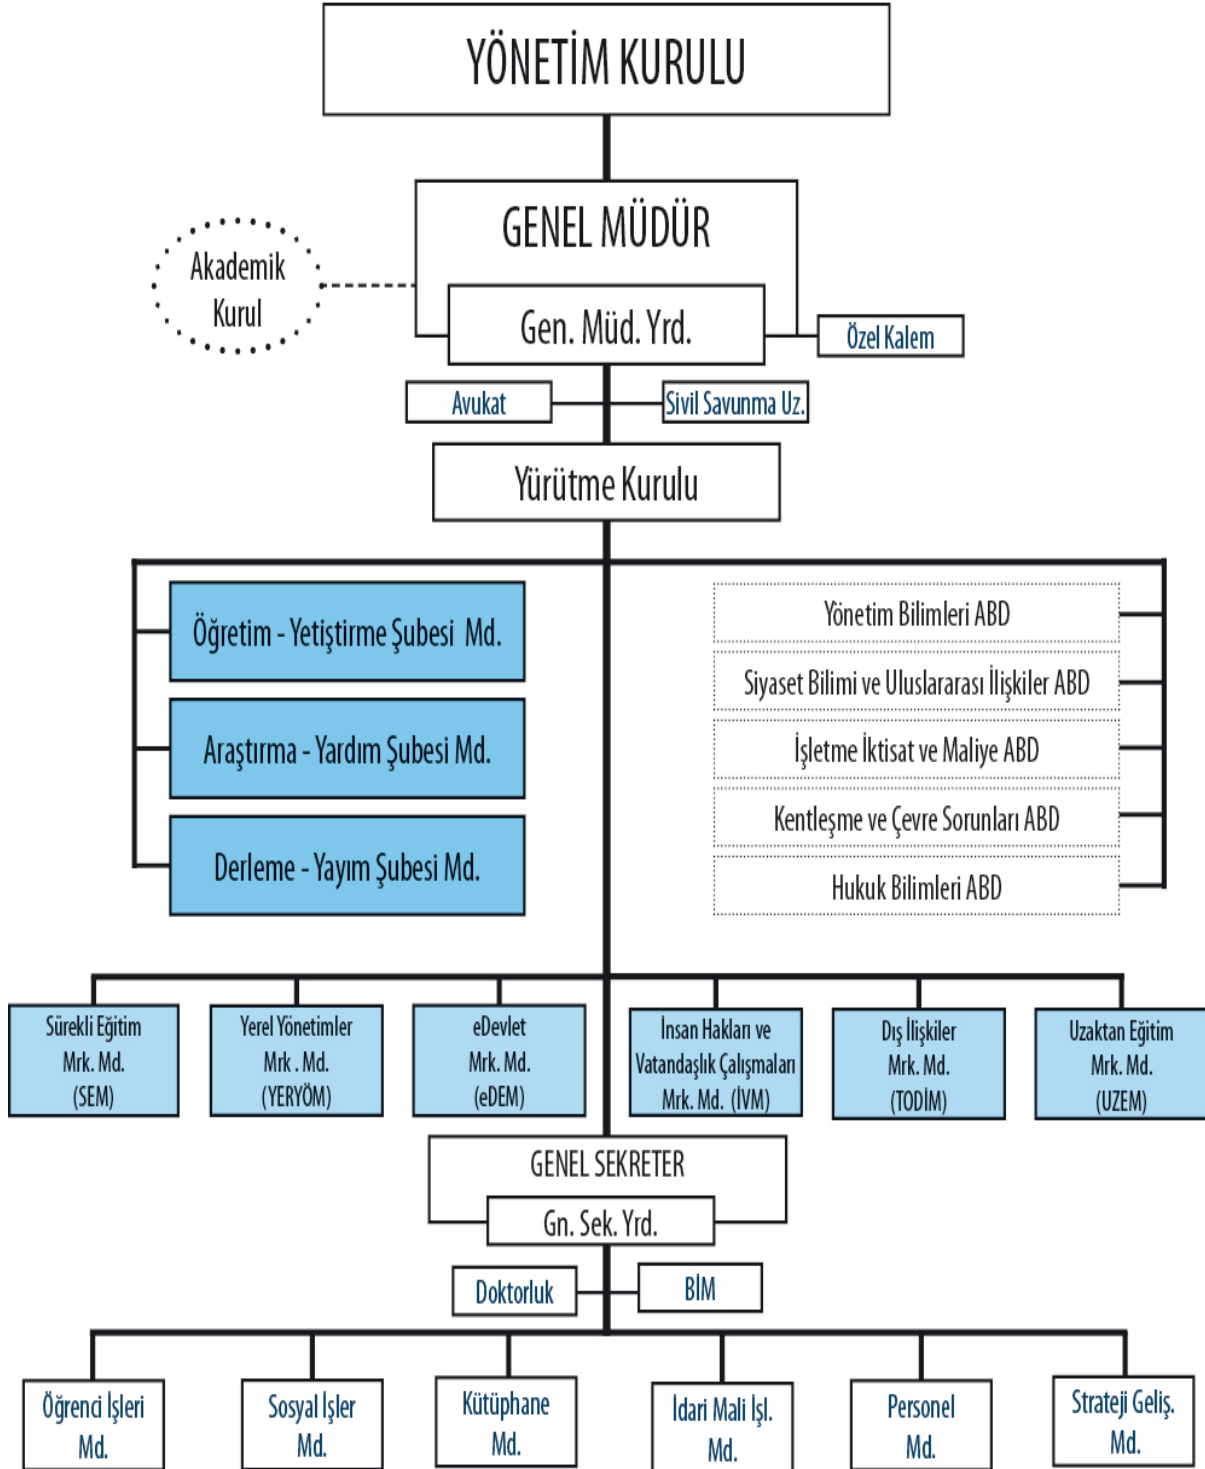 YÖNETİM KURULU
GENEL MÜDÜR
Akademik
Kurul
Gen. Müd. Yrd.
Özel Kalem
Avukat
Sivil Savunma Uz.
Yürütme Kurulu
Öğretim - Yetiştirme Şubesi Md.
Araştırma - Yardım Şubesi Md.
Derleme - Yayım Şubesi Md.
Yönetim Bilimleri ABD
Siyaset Bilimi ve Uluslararası İlişkiler ABD
İşletme İktisat ve Maliye ABD
Kentleşme ve Çevre Sorunları ABD
Hukuk Bilimleri ABD
Sürekli Eğitim
Mrk. Md.
(SEM)
Yerel Yönetimler
Mrk . Md.
(YERYÖM)
eDevlet
Mrk. Md.
(eDEM)
İnsan Hakları ve
Vatandaşlık Çalışmaları
Mrk. Md. (İVM)
Dış İlişkiler
Mrk. Md.
(TODİM)
Uzaktan Eğitim
Mrk. Md.
(UZEM)
GENEL SEKRETER
Gn. Sek. Yrd.
Doktorluk
BİM
Öğrenci İşleri
Md.
Sosyal İşler
Md.
Kütüphane
Md.
İdari Mali İşl.
Md.
Personel
Md.
Strateji Geliş.
Md.